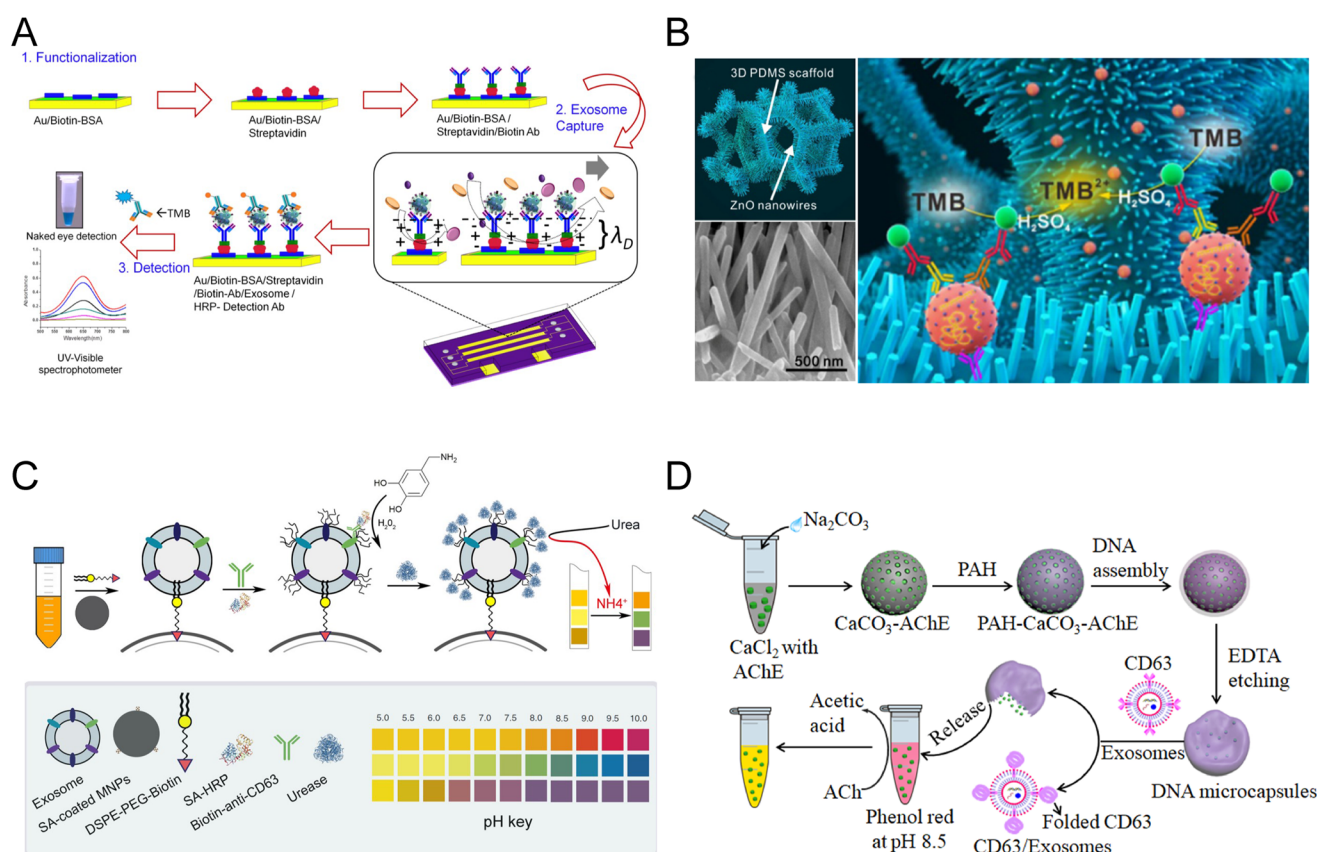 A
1. Functionalization
Au/Biotin-BSA
Au/Biotin-BSA/
Streptavidin
Au/Biotin-BSA /
Streptavidin/Biotin Ab
2. Exosome
Capture
λD
TMB
Naked eye detection
3. Detection
Au/Biotin-BSA/Streptavidin
/Biotin-Ab/Exosome /
HRP- Detection Ab
Absorbance
Wavelength(nm)
UV-Visible
spectrophotometer
B
3D PDMS scaffold
ZnO nanowires
500 nm
TMB
H₂SO₄
TMB²⁺
H₂SO₄
TMB
C
NH₂
HO
HO
H₂O₂
Urea
NH4⁺
Exosome
SA-coated MNPs
DSPE-PEG-Biotin
SA-HRP
Biotin-anti-CD63
Urease
5.0 5.5 6.0 6.5 7.0 7.5 8.0 8.5 9.0 9.5 10.0
pH key
D
Na₂CO₃
CaCl₂ with
AChE
CaCO₃-AChE
PAH
PAH-CaCO₃-AChE
DNA
assembly
EDTA
etching
CD63
Exosomes
DNA microcapsules
Release
Folded CD63
CD63/Exosomes
Acetic
acid
ACh
Phenol red
at pH 8.5